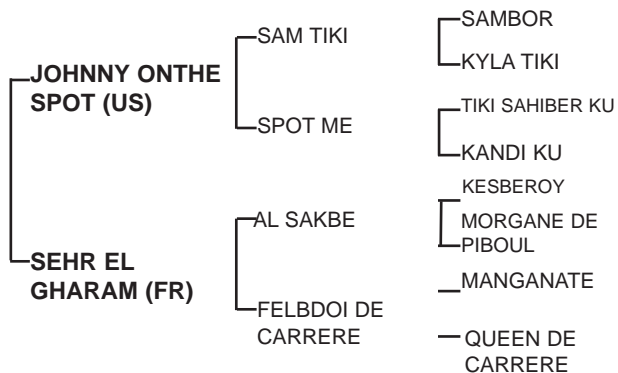 SAMBOR
SAM TIKI
KYLA TIKI
JOHNNY ONTHE
SPOT (US)
TIKI SAHIBER KU
SPOT ME
KANDI KU
KESBEROY
AL SAKBE
MORGANE DE
PIBOUL
SEHR EL
GHARAM (FR)
MANGANATE
FELBDOI DE
CARRERE
QUEEN DE
CARRERE